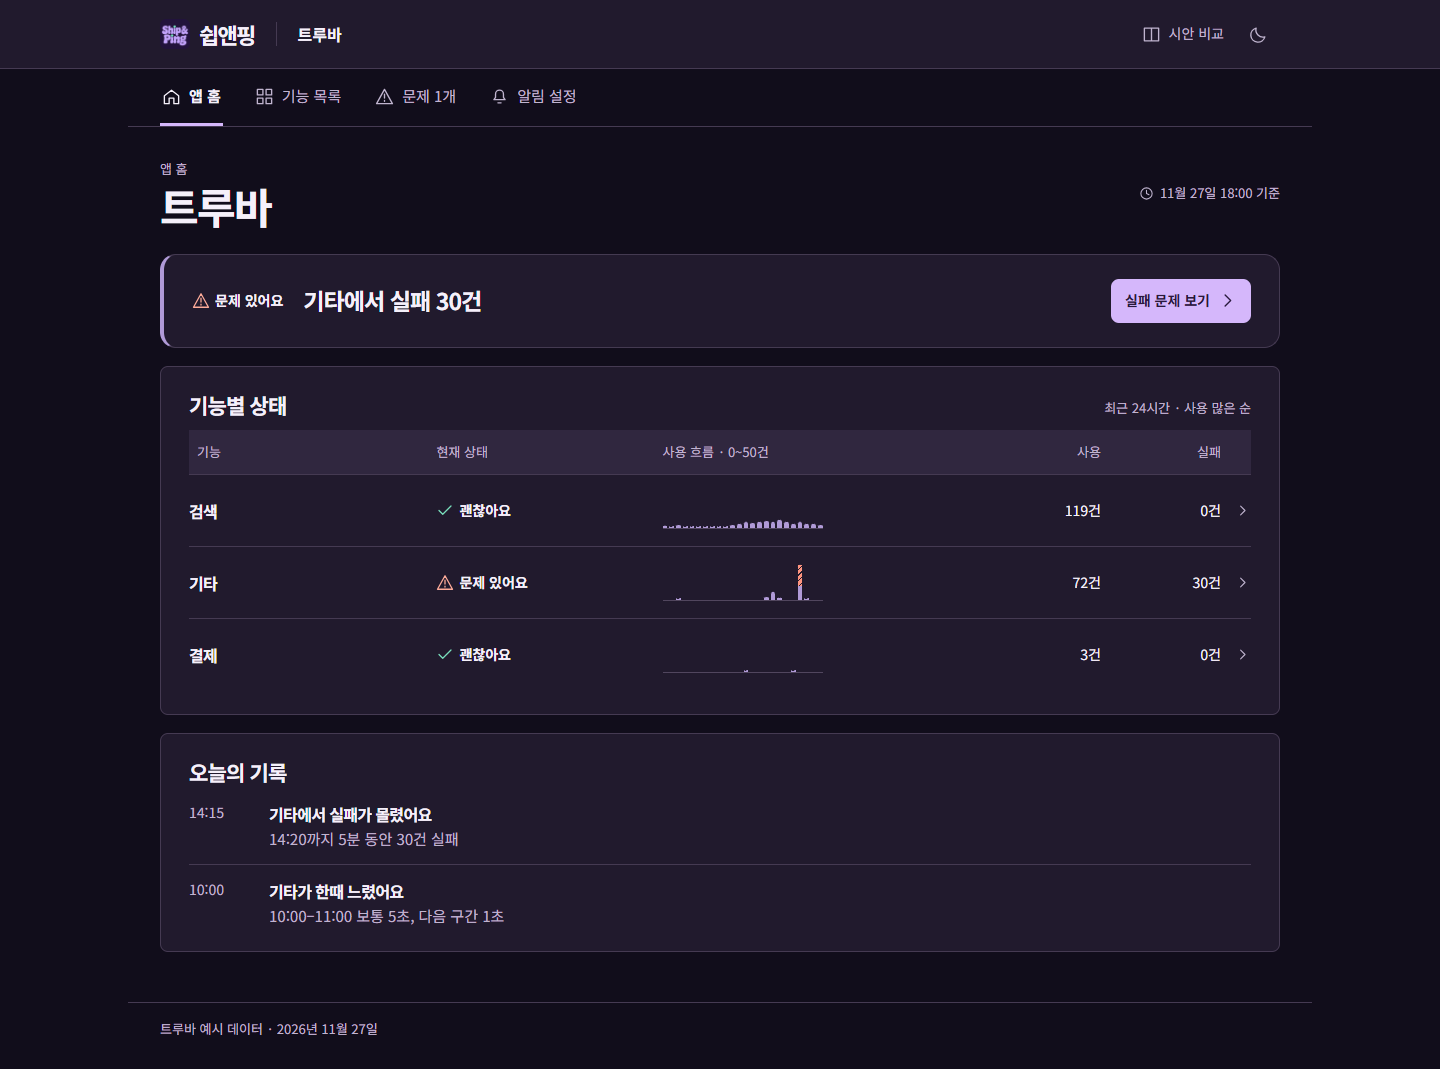 Ship&
Ping
쉽앤핑
트루바
시안 비교
앱 홈
기능 목록
문제 1개
알림 설정
앱 홈
트루바
11월 27일 18:00 기준
문제 있어요
기타에서 실패 30건
실패 문제 보기
기능별 상태
최근 24시간 · 사용 많은 순
기능
현재 상태
사용 흐름 · 0~50건
사용
실패
검색
괜찮아요
119건
0건
기타
문제 있어요
72건
30건
결제
괜찮아요
3건
0건
오늘의 기록
14:15
기타에서 실패가 몰렸어요
14:20까지 5분 동안 30건 실패
10:00
기타가 한때 느렸어요
10:00–11:00 보통 5초, 다음 구간 1초
트루바 예시 데이터 · 2026년 11월 27일